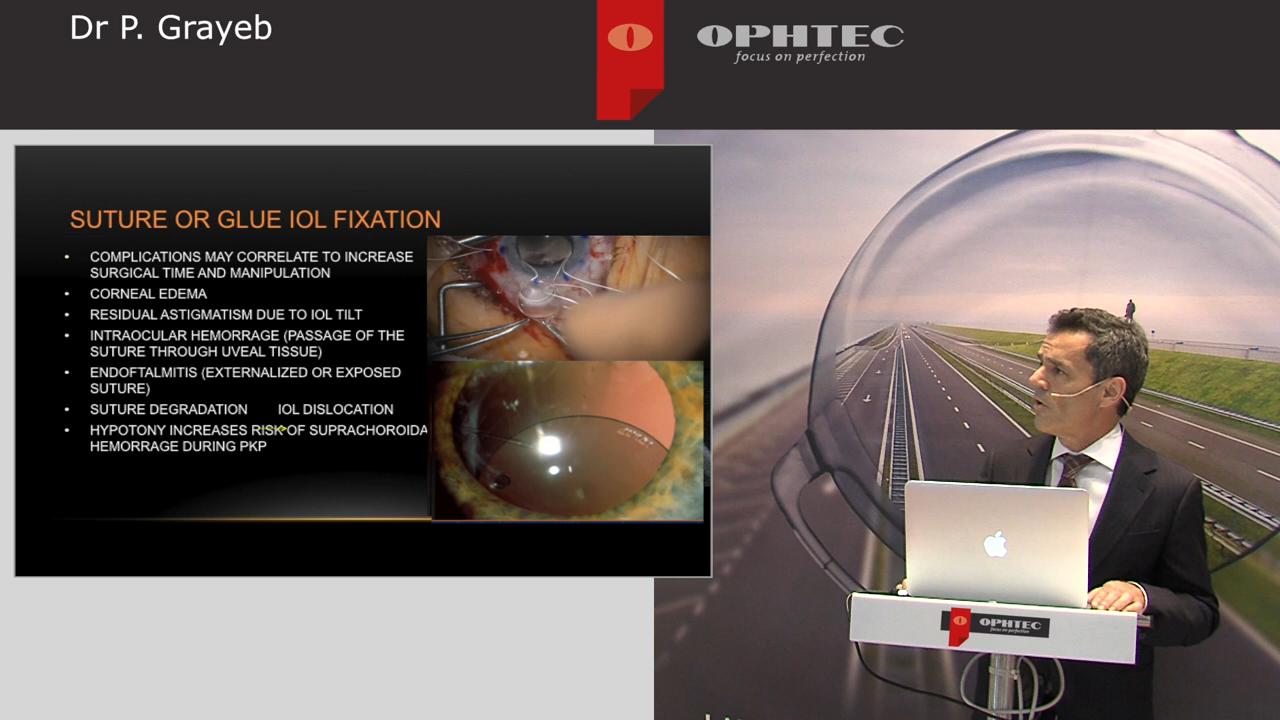 Dr P. Grayeb
OPHTEC
focus on perfection
SUTURE OR GLUE IOL FIXATION
• COMPLICATIONS MAY CORRELATE TO INCREASE
SURGICAL TIME AND MANIPULATION
• CORNEAL EDEMA
• RESIDUAL ASTIGMATISM DUE TO IOL TILT
• INTRAOCULAR HEMORRAGE (PASSAGE OF THE
SUTURE THROUGH UVEAL TISSUE)
• ENDOFTALMITIS (EXTERNALIZED OR EXPOSED
SUTURE)
• SUTURE DEGRADATION IOL DISLOCATION
• HYPOTONY INCREASES RISK OF SUPRACHOROIDA
HEMORRAGE DURING PKP
OPHTEC
focus on perfection